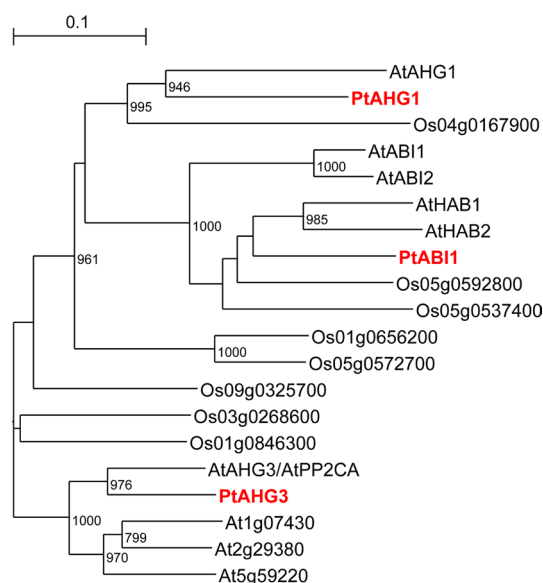 0.1
AtAHG1
946
PtAHG1
995
Os04g0167900
AtABI1
1000
AtABI2
AtHAB1
1000
985
AtHAB2
961
PtABI1
Os05g0592800
Os05g0537400
Os01g0656200
1000
Os05g0572700
Os09g0325700
Os03g0268600
Os01g0846300
AtAHG3/AtPP2CA
976
PtAHG3
1000
At1g07430
799
At2g29380
970
At5g59220